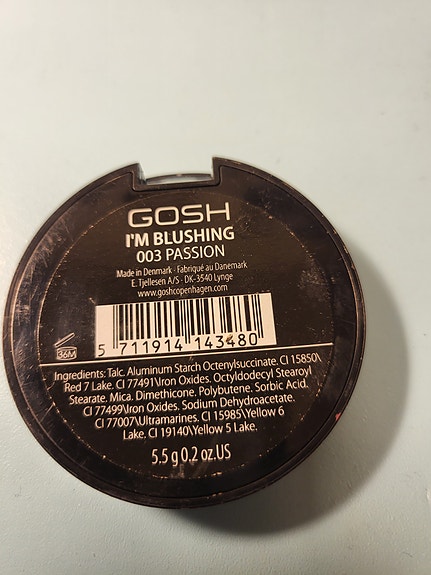 GOSH
I'M BLUSHING
003 PASSION
Made in Denmark · Fabriqué au Danemark
E. Tjellesen A/S · DK-3540 Lynge
www.goshcopenhagen.com
5 711914 143480
36M
Ingredients: Talc. Aluminum Starch Octenylsuccinate. CI 15850\
Red 7 Lake. CI 77491\Iron Oxides. Octyldodecyl Stearoyl
Stearate. Mica. Dimethicone. Polybutene. Sorbic Acid.
CI 77499\Iron Oxides. Sodium Dehydroacetate.
CI 77007\Ultramarines. CI 15985\Yellow 6
Lake. CI 19140\Yellow 5 Lake.
5.5 g 0.2 oz.US